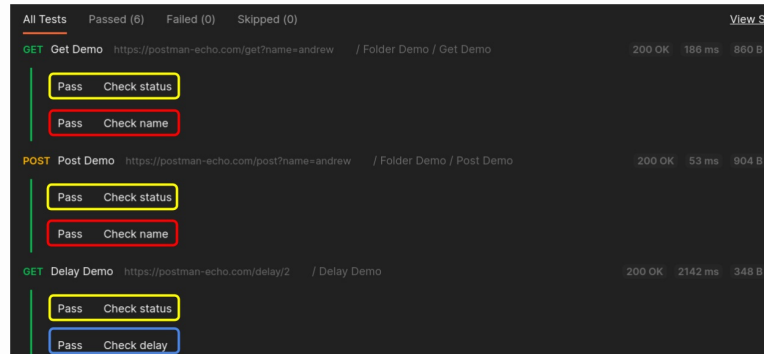 All Tests Passed (6) Failed (0) Skipped (0) View S
GET Get Demo https://postman-echo.com/get?name=andrew / Folder Demo / Get Demo 200 OK 186 ms 860 B
Pass Check status
Pass Check name
POST Post Demo https://postman-echo.com/post?name=andrew / Folder Demo / Post Demo 200 OK 53 ms 904 B
Pass Check status
Pass Check name
GET Delay Demo https://postman-echo.com/delay/2 / Delay Demo 200 OK 2142 ms 348 B
Pass Check status
Pass Check delay